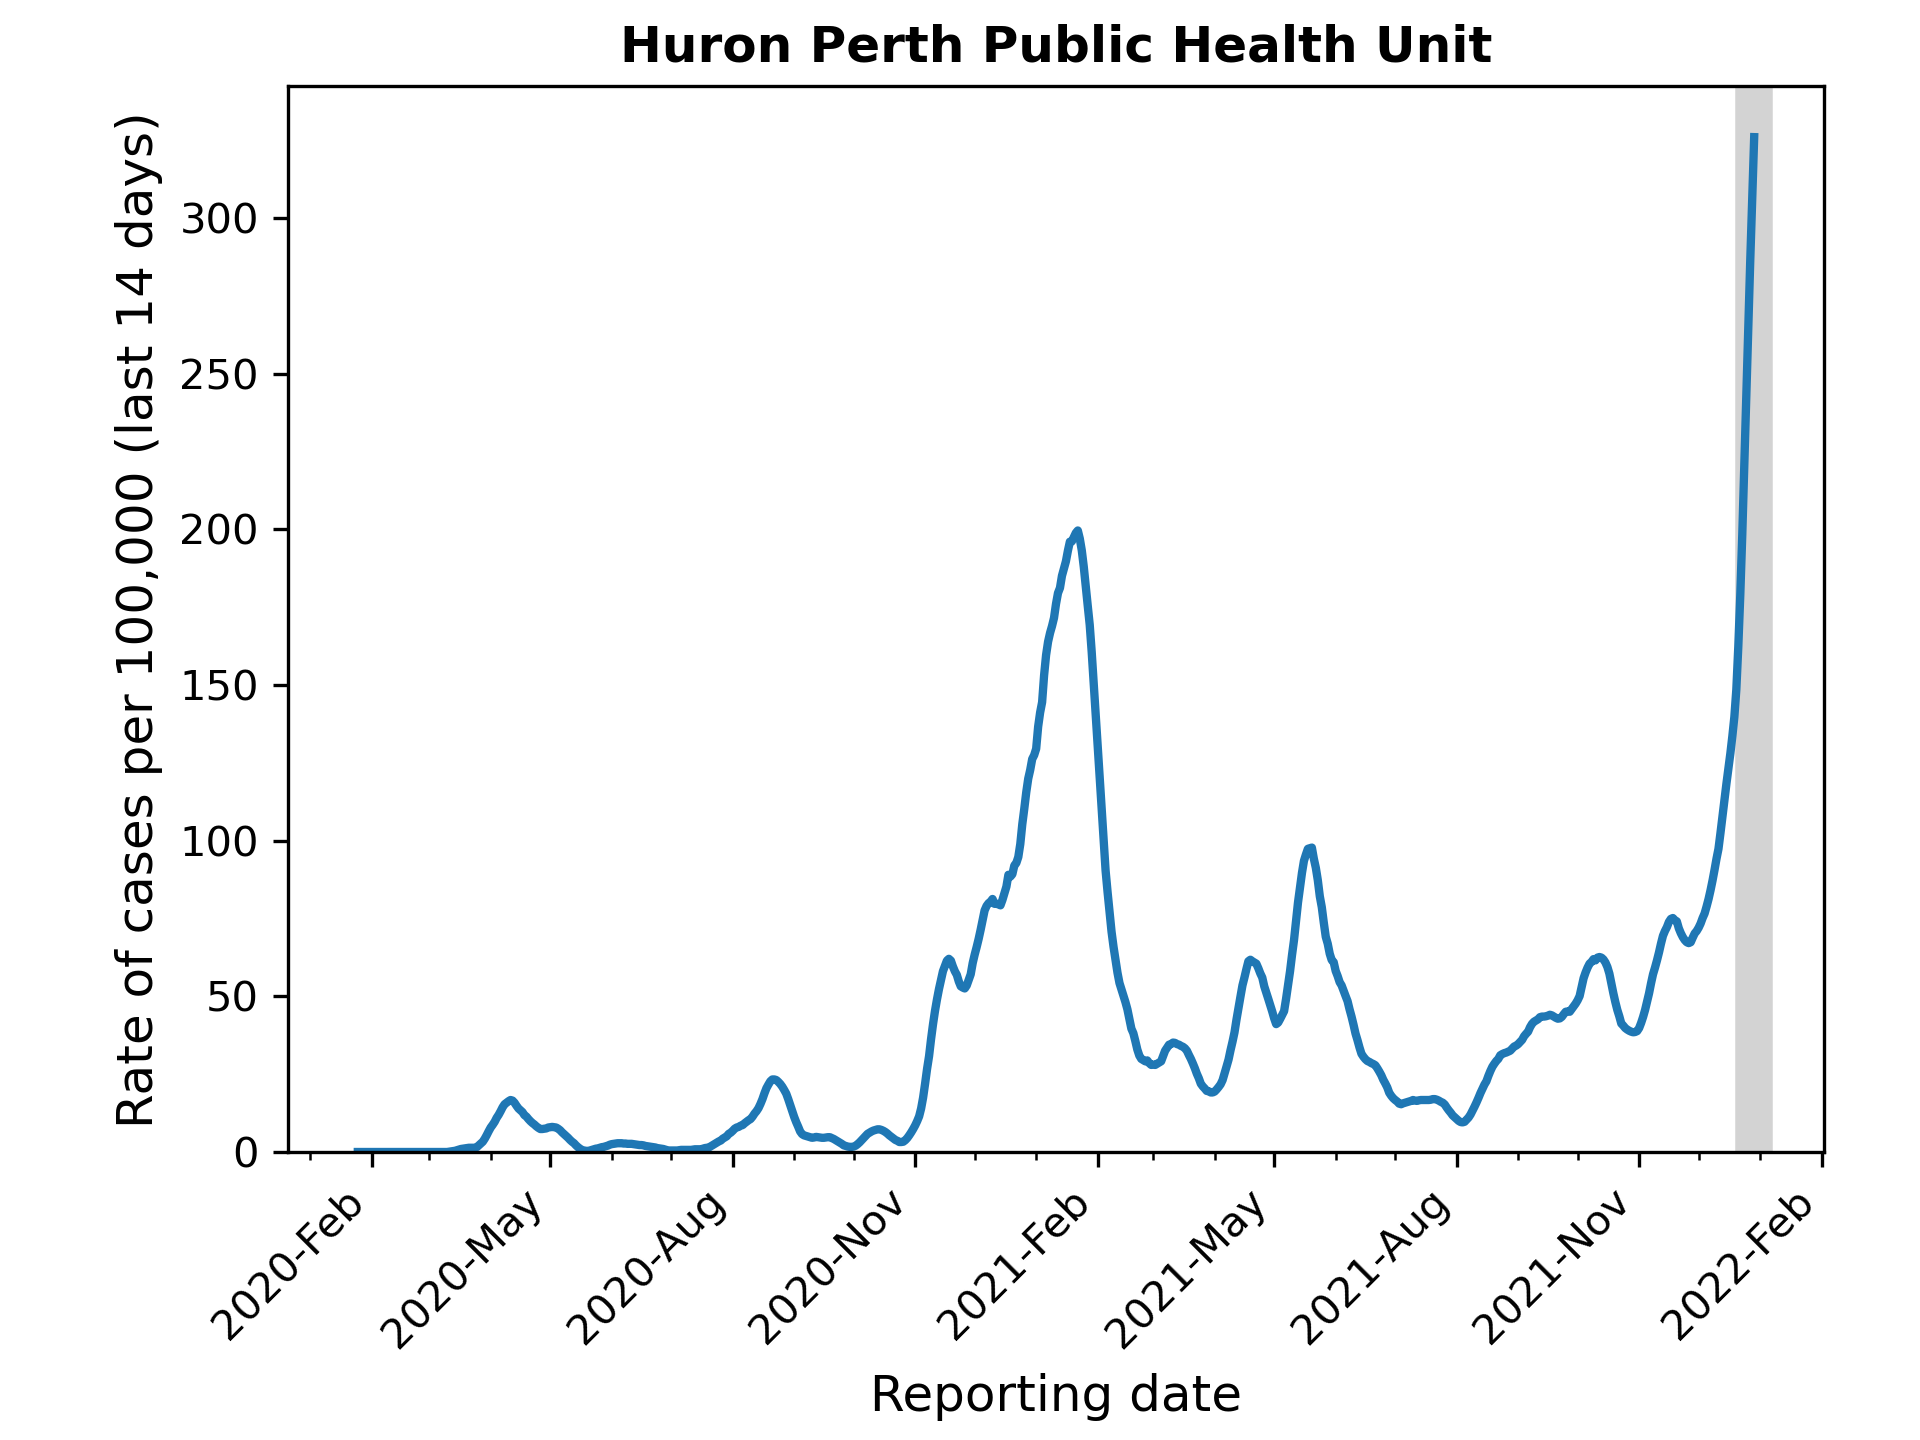 Huron Perth Public Health Unit
Rate of cases per 100,000 (last 14 days)
300
250
200
150
100
50
0
2020-Feb
2020-May
2020-Aug
2020-Nov
2021-Feb
2021-May
2021-Aug
2021-Nov
2022-Feb
Reporting date